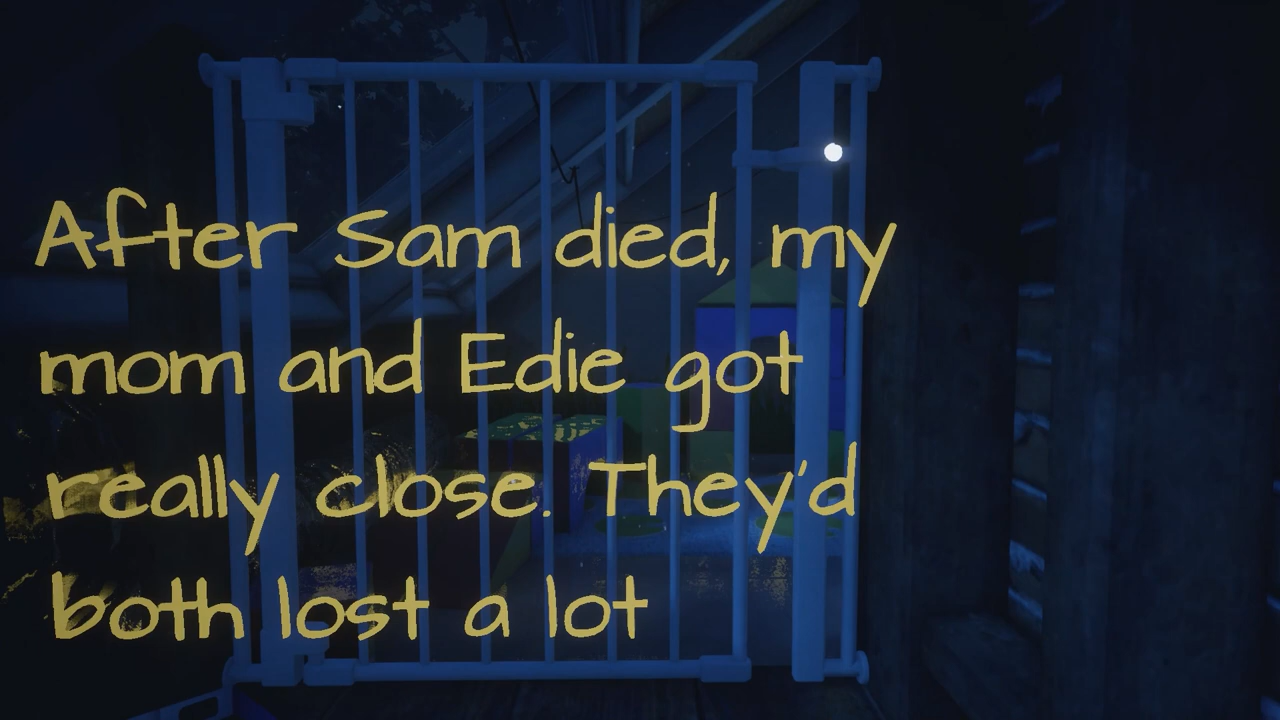 After Sam died, my
mom and Edie got
really close. They'd
both lost a lot